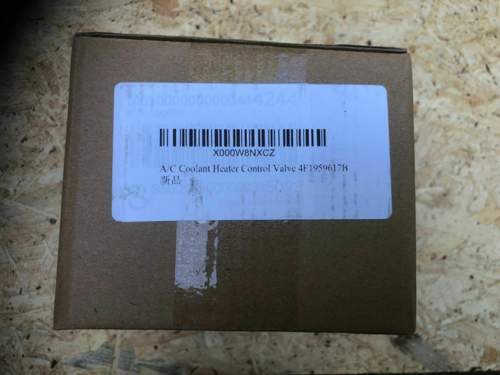 X000W8NXCZ
A/C Coolant Heater Control Valve 4F1959617B
新品